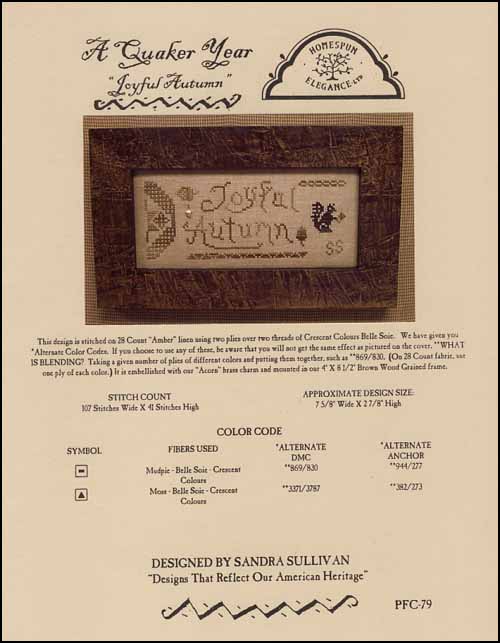 A Quaker Year
"Joyful Autumn"
HOMESPUN
ELEGANCE·LTD
Joyful
Autumn
SS
This design is stitched on 28 Count "Amber" linen using two plies over two threads of Crescent Colours Belle Soie. We have given you
*Alternate Color Codes. If you choose to use any of these, be aware that you will not get the same effect as pictured on the cover. **WHAT
IS BLENDING? Taking a given number of plies of different colors and putting them together, such as **869/830. (On 28 Count fabric, use
one ply of each color.) It is embellished with our "Acorn" brass charm and mounted in our 4" X 8 1/2" Brown Wood Grained frame.
STITCH COUNT
107 Stitches Wide X 41 Stitches High
APPROXIMATE DESIGN SIZE:
7 5/8" Wide X 2 7/8" High
COLOR CODE
SYMBOL
FIBERS USED
*ALTERNATE
DMC
*ALTERNATE
ANCHOR
Mudpie - Belle Soie - Crescent
Colours
**869/830
**944/277
Moss - Belle Soie - Crescent
Colours
**3371/3787
**382/273
DESIGNED BY SANDRA SULLIVAN
"Designs That Reflect Our American Heritage"
PFC-79